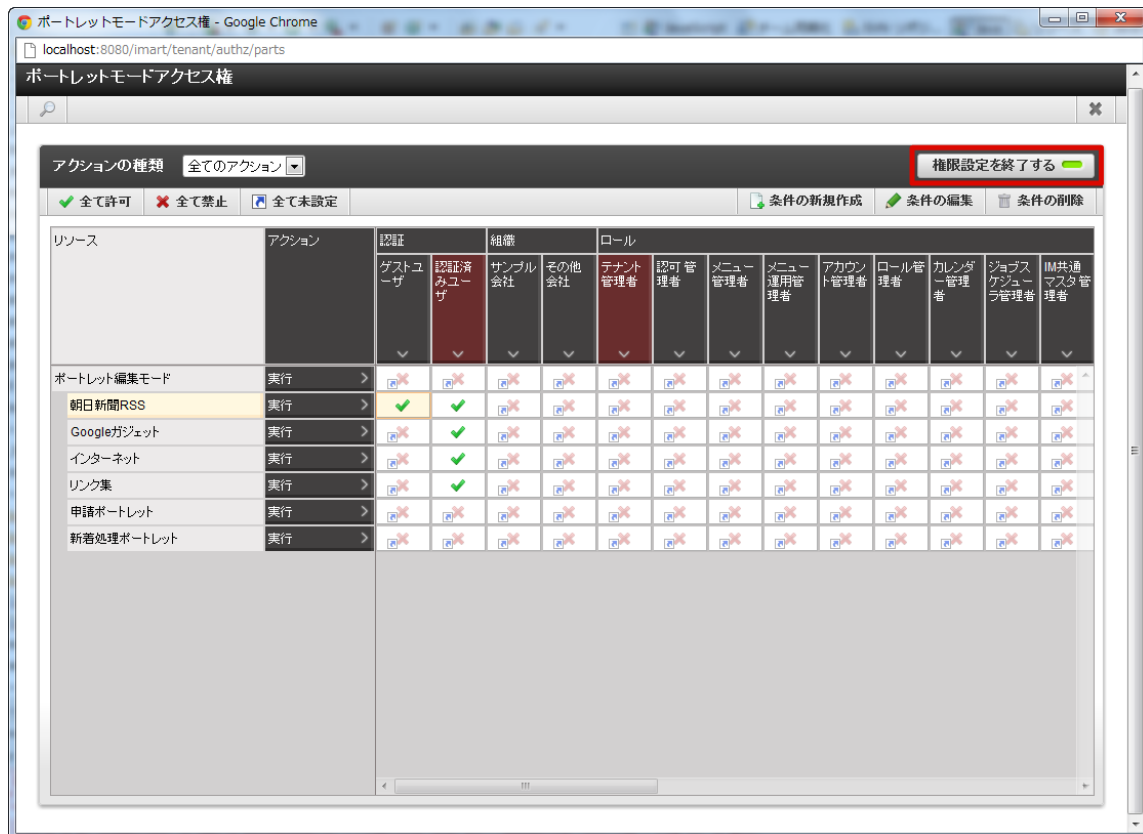 ポートレットモードアクセス権 - Google Chrome
localhost:8080/imart/tenant/authz/parts
ポートレットモードアクセス権
アクションの種類 全てのアクション 権限設定を終了する
全て許可 全て禁止 全て未設定 条件の新規作成 条件の編集 条件の削除
リソース アクション 認証 組織 ロール
ゲストユーザ 認証済みユーザ サンプル会社 その他会社 テナント管理者 認可管理者 メニュー管理者 メニュー運用管理者 アカウント管理者 ロール管理者 カレンダー管理者 ジョブスケジューラ管理者 IM共通マスタ管理者
ポートレット編集モード 実行
朝日新聞RSS 実行
Googleガジェット 実行
インターネット 実行
リンク集 実行
申請ポートレット 実行
新着処理ポートレット 実行